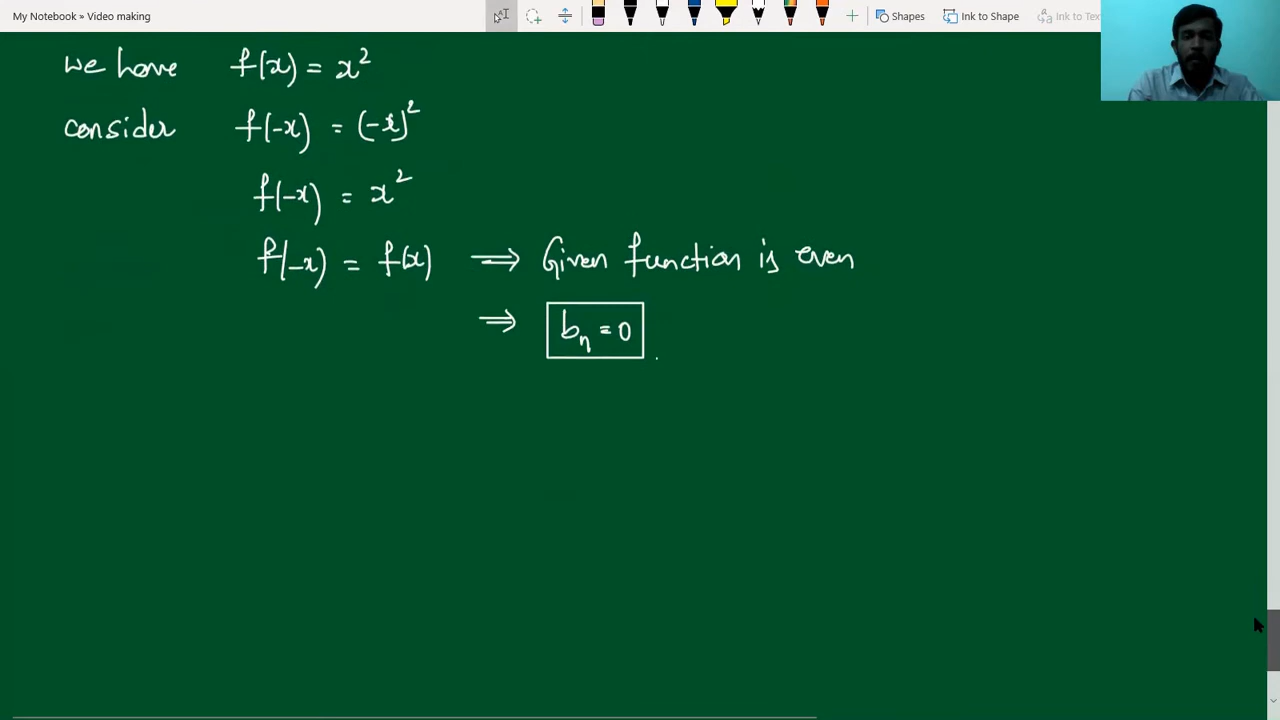 My Notebook » Video making
Shapes
Ink to Shape
Ink to Tex
we have f(x) = x²
consider f(-x) = (-x)²
f(-x) = x²
f(-x) = f(x) ⟹ Given function is even
⟹ bₙ = 0